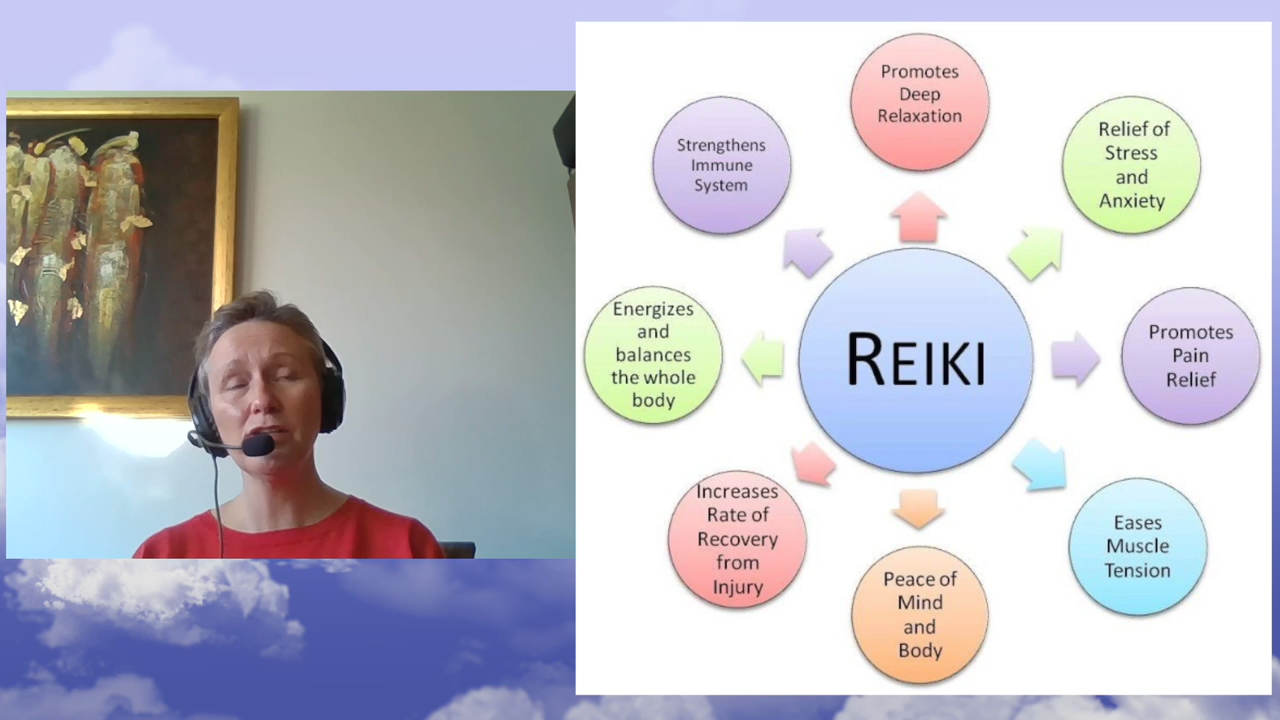 Promotes
Deep
Relaxation
Relief of
Stress
and
Anxiety
Promotes
Pain
Relief
Eases
Muscle
Tension
Peace of
Mind
and
Body
Increases
Rate of
Recovery
from
Injury
Energizes
and
balances
the whole
body
Strengthens
Immune
System
REIKI